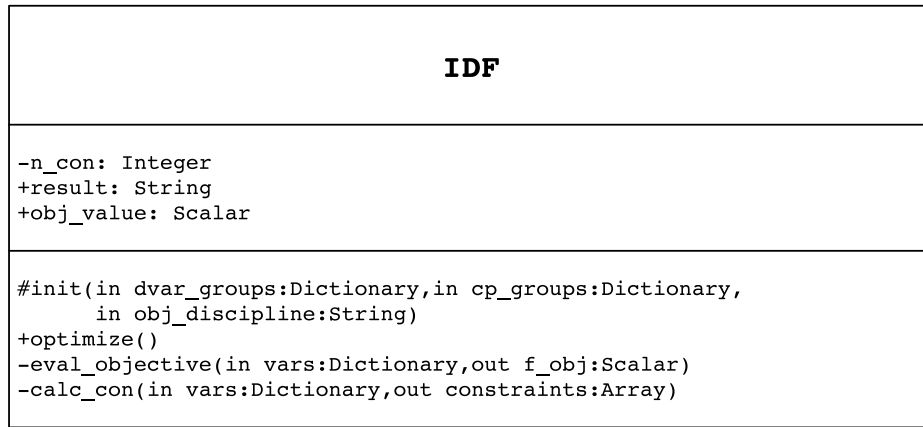 IDF
-n_con: Integer
+result: String
+obj_value: Scalar
#init(in dvar_groups:Dictionary,in cp_groups:Dictionary,
in obj_discipline:String)
+optimize()
-eval_objective(in vars:Dictionary,out f_obj:Scalar)
-calc_con(in vars:Dictionary,out constraints:Array)